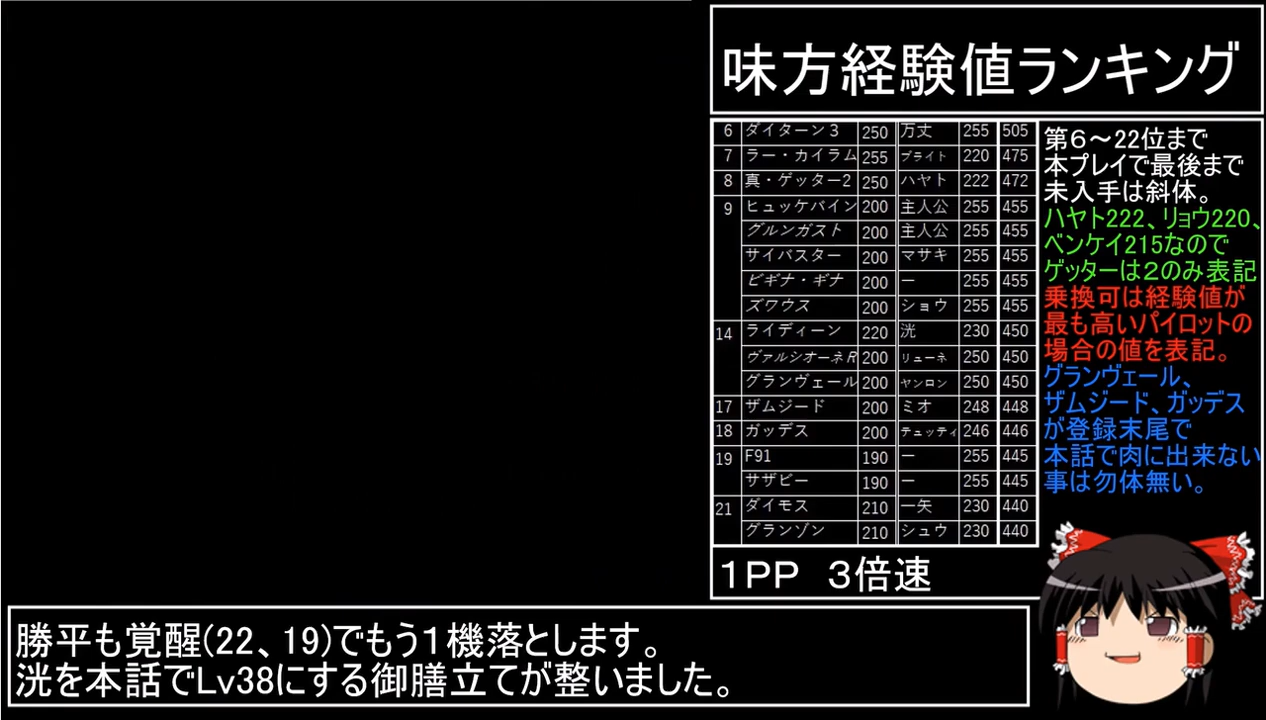 味方経験値ランキング
6 ダイターン3 250 万丈 255 505
7 ラー・カイラム 255 ブライト 220 475
8 真・ゲッター2 250 ハヤト 222 472
9 ヒュッケバイン 200 主人公 255 455
グルンガスト 200 主人公 255 455
サイバスター 200 マサキ 255 455
ビギナ・ギナ 200 ー 255 455
ズワウス 200 ショウ 255 455
14 ライディーン 220 洸 230 450
ヴァルシオーネR 200 リューネ 250 450
グランヴェール 200 ヤンロン 250 450
17 ザムジード 200 ミオ 248 448
18 ガッデス 200 テュッティ 246 446
19 F91 190 ー 255 445
サザビー 190 ー 255 445
21 ダイモス 210 一矢 230 440
グランゾン 210 シュウ 230 440
第6～22位まで
本プレイで最後まで
未入手は斜体。
ハヤト222、リョウ220、
ベンケイ215なので
ゲッターは2のみ表記
乗換可は経験値が
最も高いパイロットの
場合の値を表記。
グランヴェール、
ザムジード、ガッデス
が登録末尾で
本話で肉に出来ない
事は勿体無い。
1PP 3倍速
勝平も覚醒(22、19)でもう1機落とします。
洸を本話でLv38にする御膳立てが整いました。